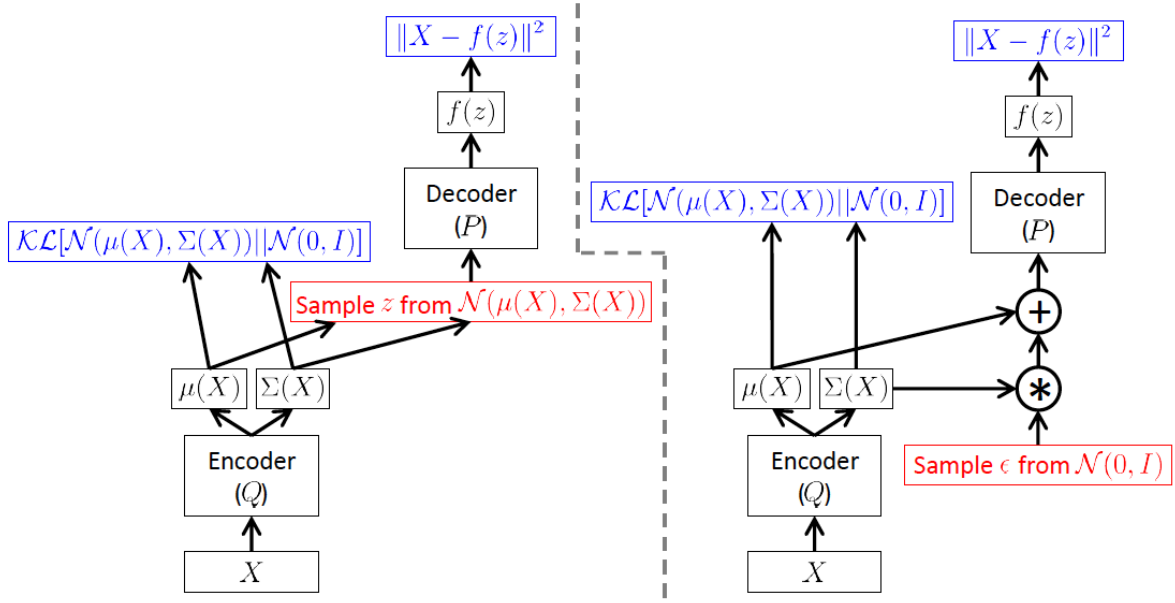 ‖X − f(z)‖²
f(z)
Decoder
(P)
𝒦ℒ[𝒩(μ(X), Σ(X))||𝒩(0, I)]
Sample z from 𝒩(μ(X), Σ(X))
μ(X)
Σ(X)
Encoder
(Q)
X
‖X − f(z)‖²
f(z)
Decoder
(P)
𝒦ℒ[𝒩(μ(X), Σ(X))||𝒩(0, I)]
+
μ(X)
Σ(X)
*
Encoder
(Q)
Sample ϵ from 𝒩(0, I)
X